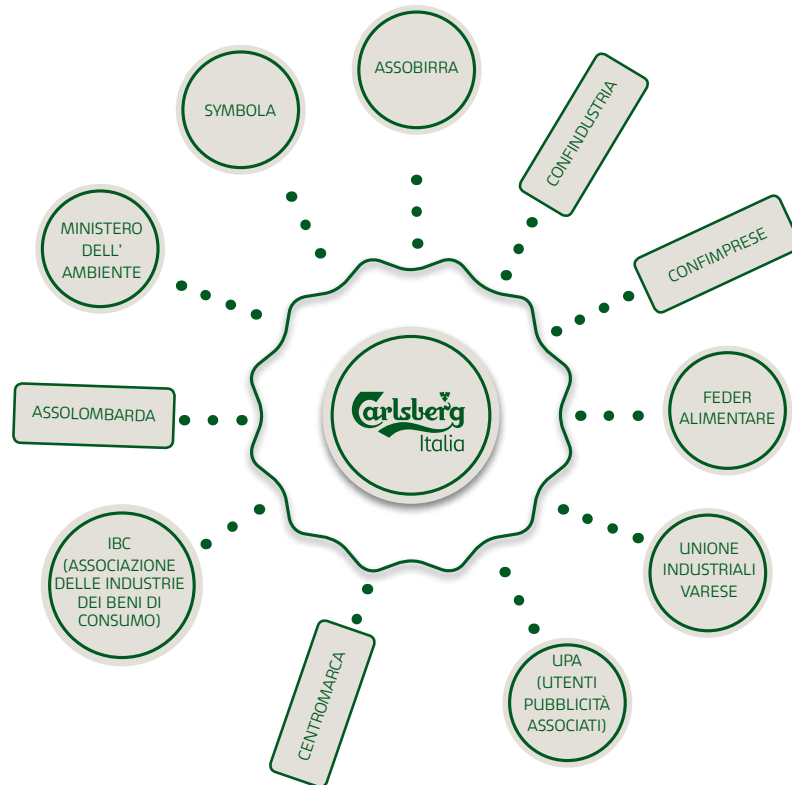 ASSOBIRRA
SYMBOLA
CONFINDUSTRIA
MINISTERO
DELL'
AMBIENTE
CONFIMPRESE
Carlsberg
Italia
ASSOLOMBARDA
FEDER
ALIMENTARE
IBC
(ASSOCIAZIONE
DELLE INDUSTRIE
DEI BENI DI
CONSUMO)
UNIONE
INDUSTRIALI
VARESE
CENTROMARCA
UPA
(UTENTI
PUBBLICITÀ
ASSOCIATI)